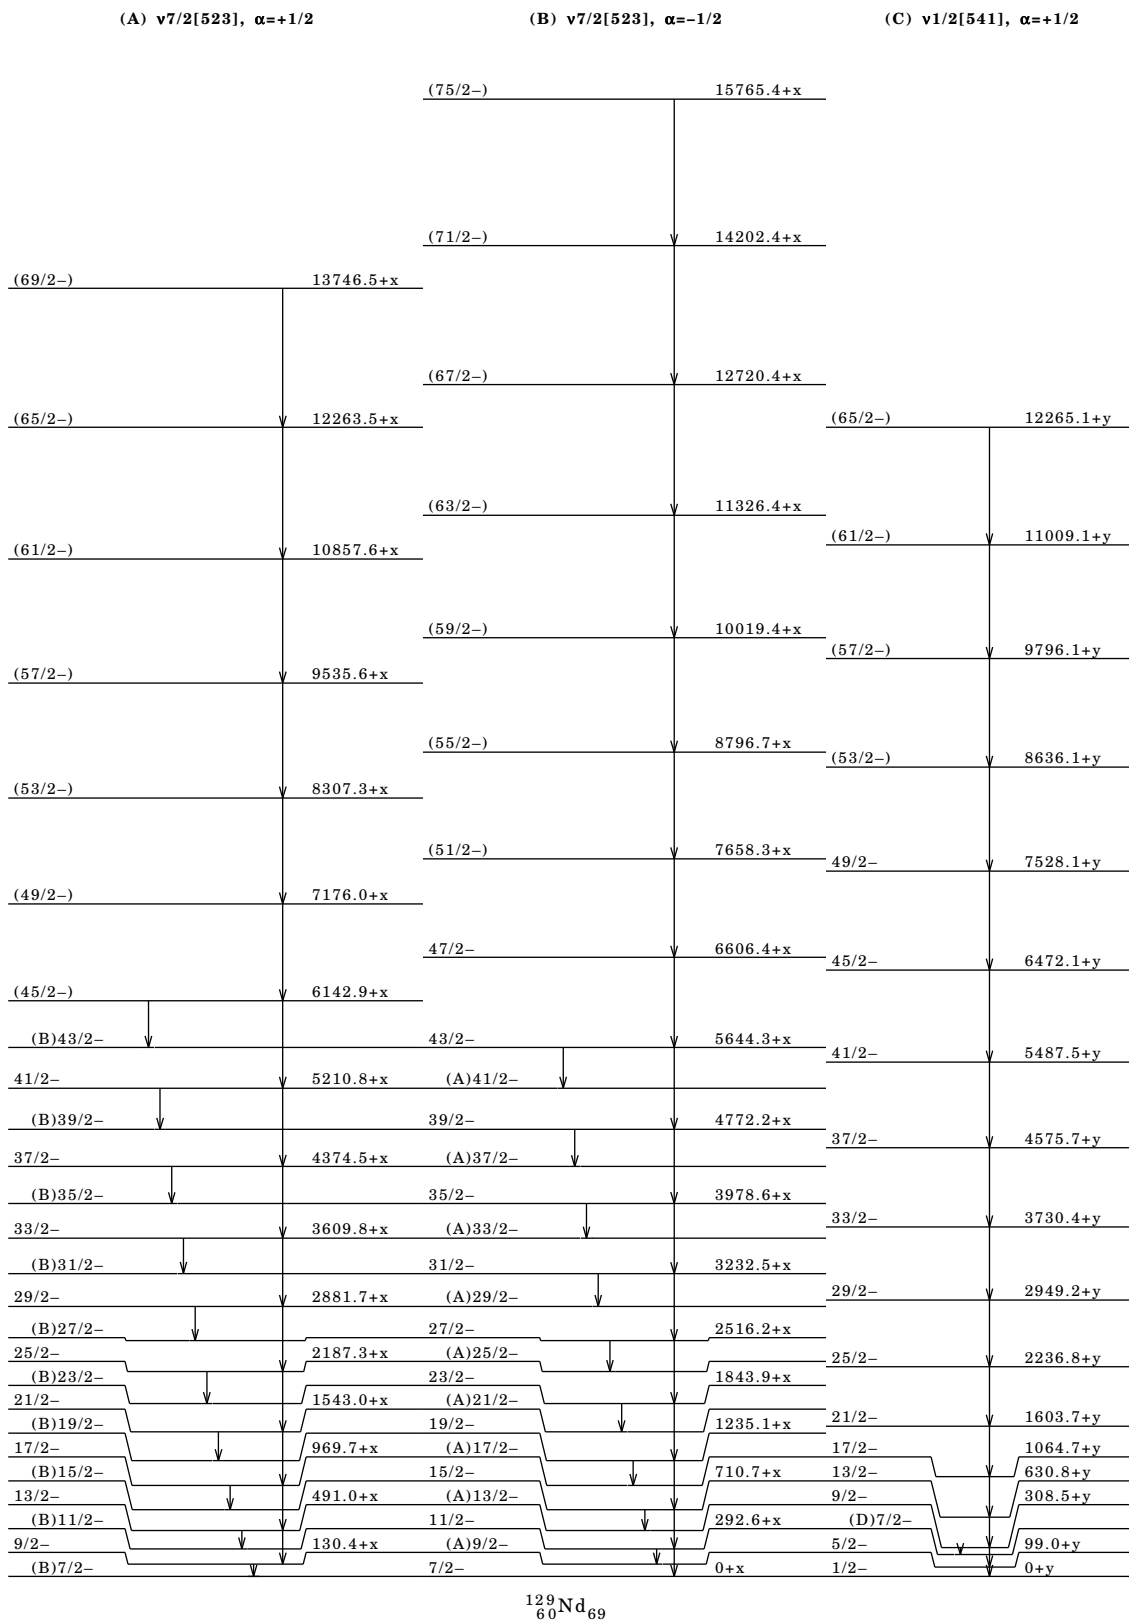 (A) ν7/2[523], α=+1/2 (B) ν7/2[523], α=−1/2 (C) ν1/2[541], α=+1/2
(75/2−) 15765.4+x
(71/2−) 14202.4+x
(69/2−) 13746.5+x
(67/2−) 12720.4+x
(65/2−) 12263.5+x (65/2−) 12265.1+y
(63/2−) 11326.4+x
(61/2−) 10857.6+x (61/2−) 11009.1+y
(59/2−) 10019.4+x
(57/2−) 9535.6+x (57/2−) 9796.1+y
(55/2−) 8796.7+x
(53/2−) 8307.3+x (53/2−) 8636.1+y
(51/2−) 7658.3+x
49/2− 7528.1+y
(49/2−) 7176.0+x
47/2− 6606.4+x
45/2− 6472.1+y
(45/2−) 6142.9+x
(B)43/2− 43/2− 5644.3+x
41/2− 5487.5+y
41/2− 5210.8+x (A)41/2−
(B)39/2− 39/2− 4772.2+x
37/2− 4575.7+y
37/2− 4374.5+x (A)37/2−
(B)35/2− 35/2− 3978.6+x
33/2− 3730.4+y
33/2− 3609.8+x (A)33/2−
(B)31/2− 31/2− 3232.5+x
29/2− 2949.2+y
29/2− 2881.7+x (A)29/2−
(B)27/2− 27/2− 2516.2+x
25/2− 2187.3+x (A)25/2−
25/2− 2236.8+y
(B)23/2− 23/2− 1843.9+x
21/2− 1543.0+x (A)21/2−
21/2− 1603.7+y
(B)19/2− 19/2− 1235.1+x
17/2− 969.7+x (A)17/2− 17/2− 1064.7+y
(B)15/2− 15/2− 710.7+x 13/2− 630.8+y
13/2− 491.0+x (A)13/2− 9/2− 308.5+y
(B)11/2− 11/2− 292.6+x (D)7/2−
9/2− 130.4+x (A)9/2− 5/2− 99.0+y
(B)7/2− 7/2− 0+x 1/2− 0+y
129 60 Nd 69